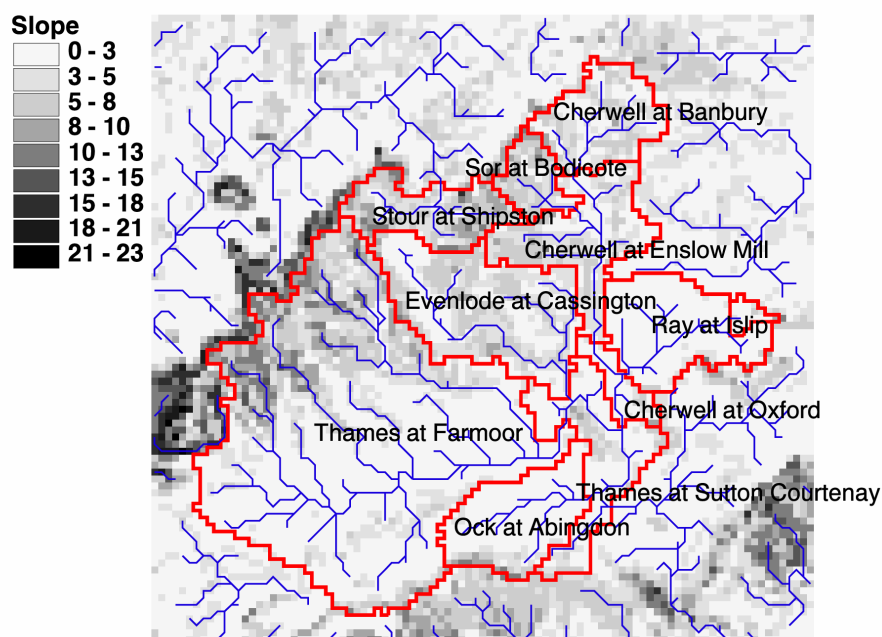 Slope
0 - 3
3 - 5
5 - 8
8 - 10
10 - 13
13 - 15
15 - 18
18 - 21
21 - 23
Cherwell at Banbury
Sor at Bodicote
Stour at Shipston
Cherwell at Enslow Mill
Evenlode at Cassington
Ray at Islip
Cherwell at Oxford
Thames at Farmoor
Thames at Sutton Courtenay
Ock at Abingdon